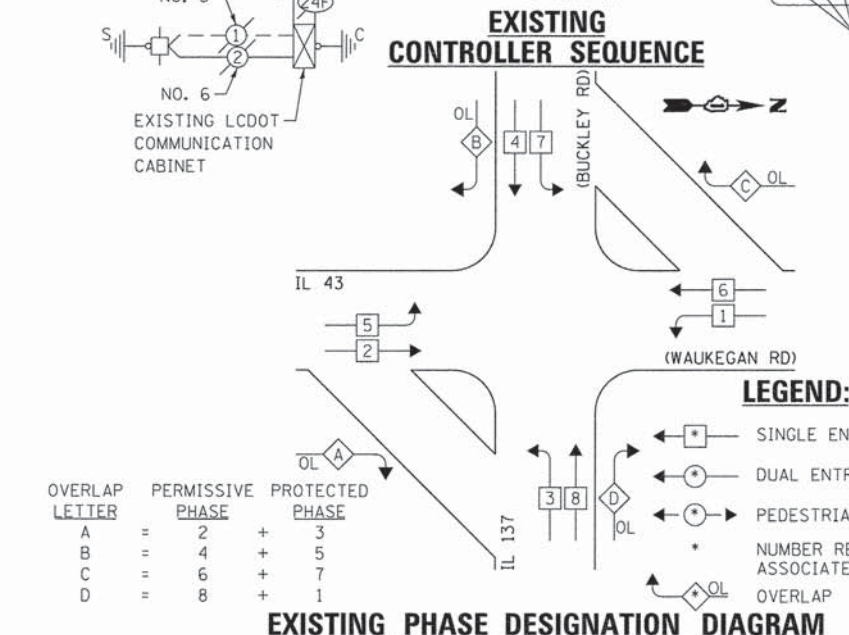 24F
S
1
C
2
NO. 6
EXISTING LCDOT
COMMUNICATION
CABINET
EXISTING
CONTROLLER SEQUENCE
(BUCKLEY RD)
N
OL
B
4
7
C
OL
IL 43
6
5
1
2
(WAUKEGAN RD)
LEGEND:
* SINGLE EN
* DUAL ENTR
* PEDESTRIA
* NUMBER RE
ASSOCIATE
* OL OVERLAP
OL
A
3
8
D
OL
IL 137
OVERLAP PERMISSIVE PROTECTED
LETTER PHASE PHASE
A = 2 + 3
B = 4 + 5
C = 6 + 7
D = 8 + 1
EXISTING PHASE DESIGNATION DIAGRAM